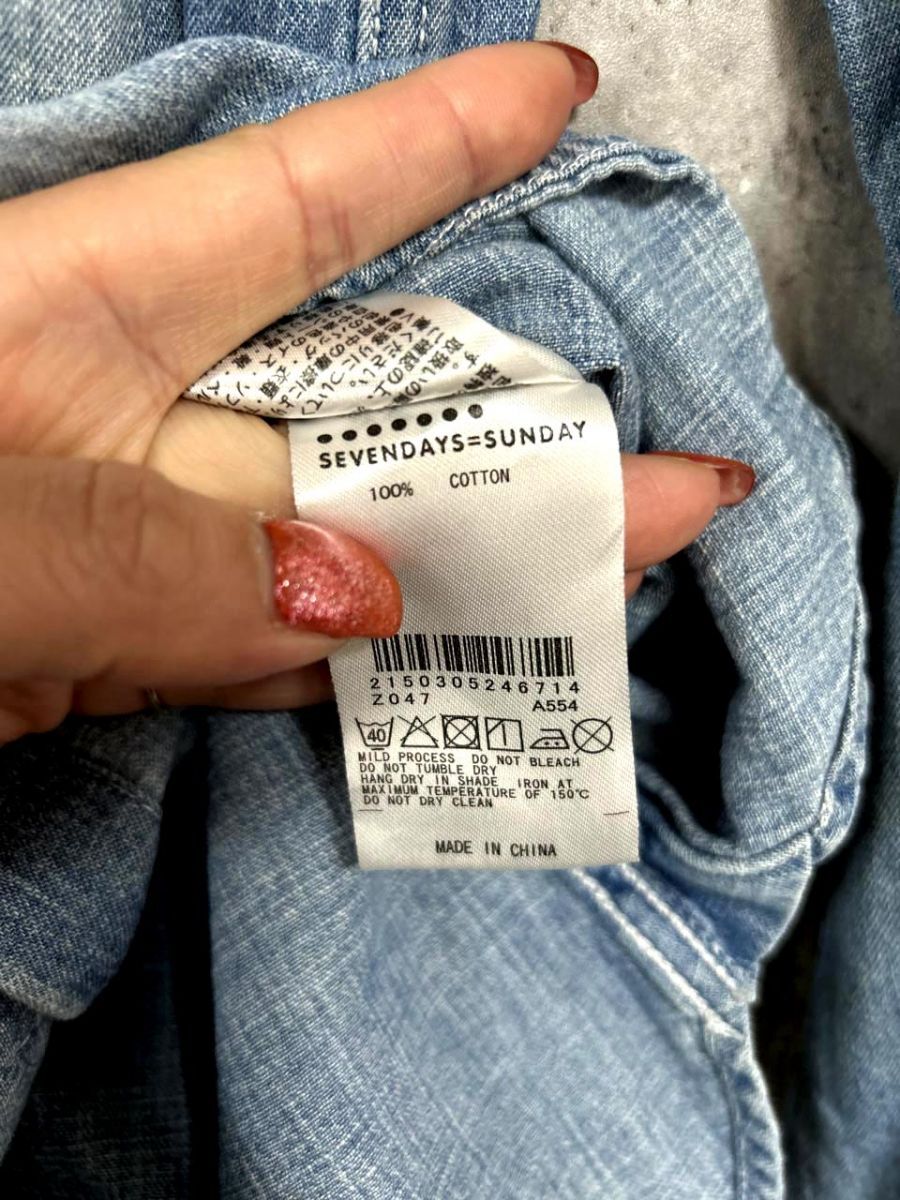 SEVENDAYS=SUNDAY
100% COTTON
2150305246714
Z047 A554
40
MILD PROCESS DO NOT BLEACH
DO NOT TUMBLE DRY
HANG DRY IN SHADE IRON AT
MAXIMUM TEMPERATURE OF 150℃
DO NOT DRY CLEAN
MADE IN CHINA